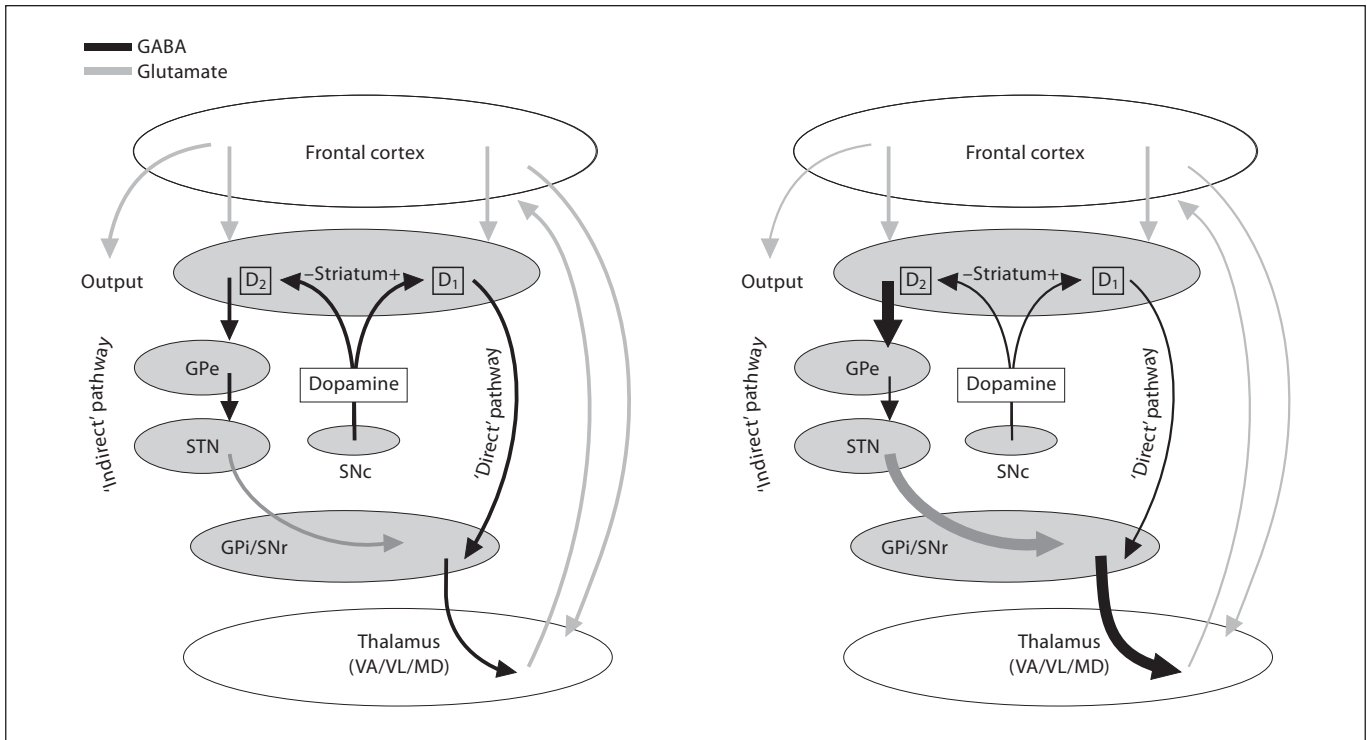 GABA
Glutamate
Frontal cortex
Output
D2
–Striatum+
D1
'Indirect' pathway
GPe
Dopamine
'Direct' pathway
STN
SNc
GPi/SNr
Thalamus
(VA/VL/MD)
Frontal cortex
Output
D2
–Striatum+
D1
'Indirect' pathway
GPe
Dopamine
'Direct' pathway
STN
SNc
GPi/SNr
Thalamus
(VA/VL/MD)